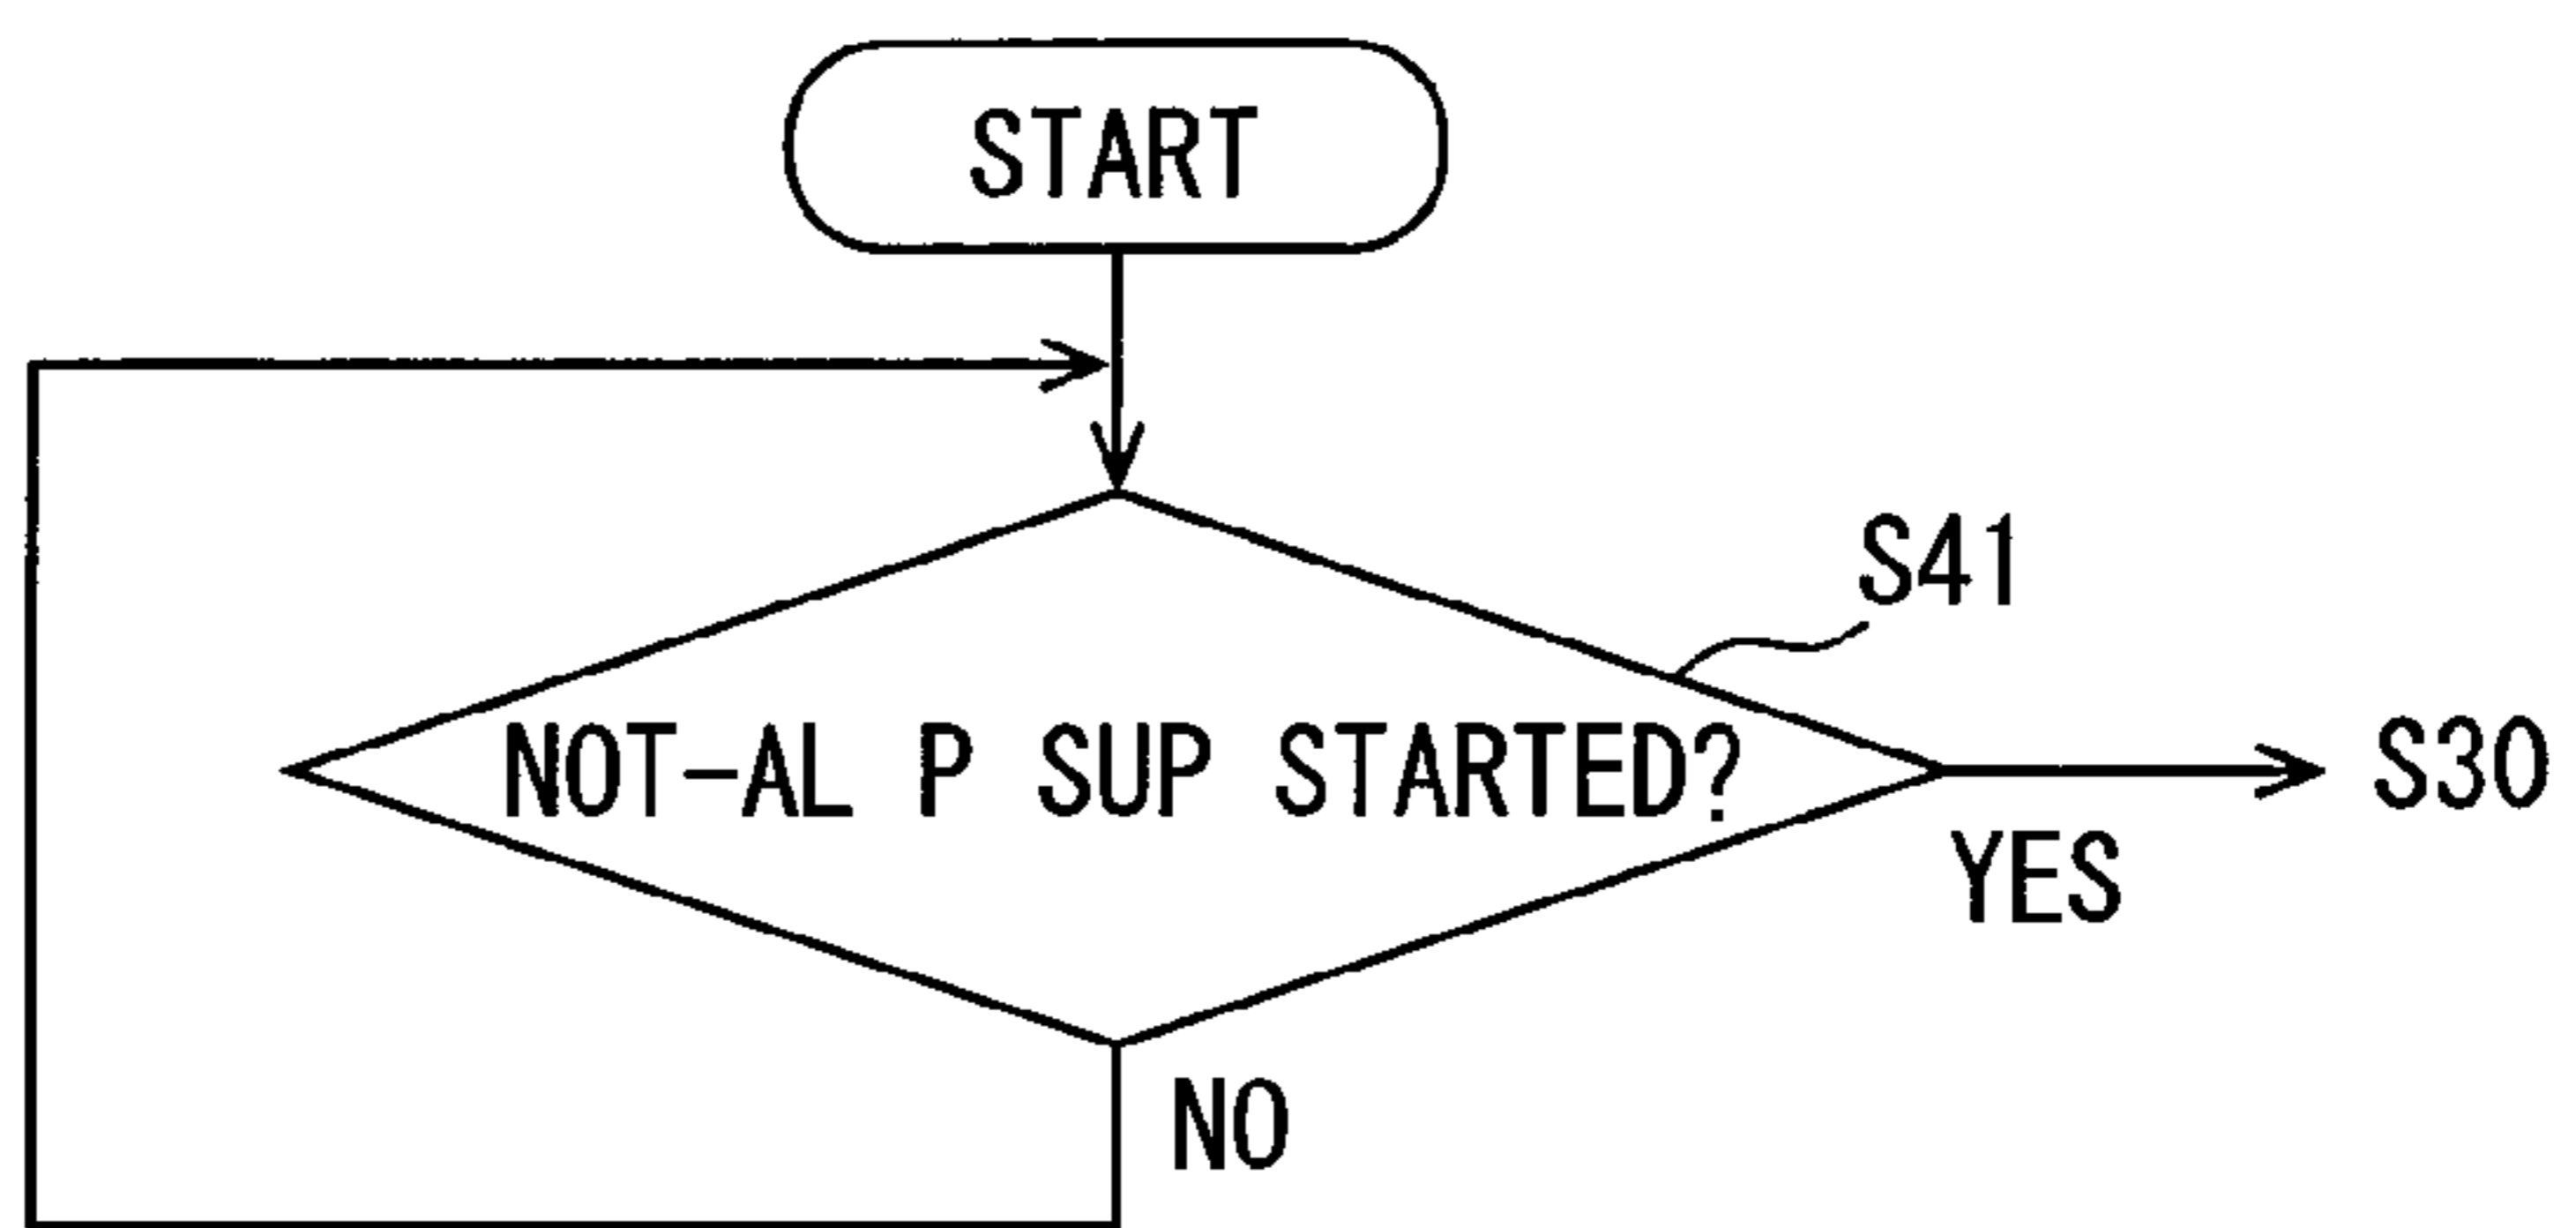 START
S41
NOT-AL P SUP STARTED?
S30
YES
NO